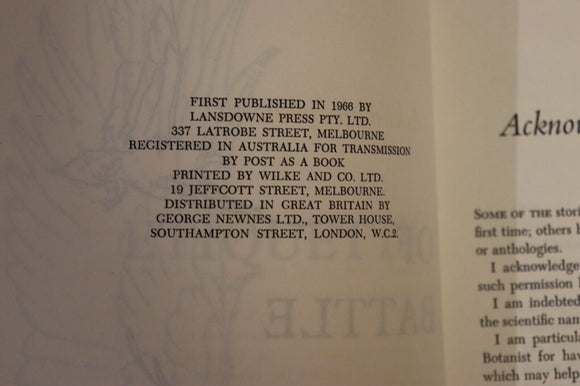 FIRST PUBLISHED IN 1966 BY
LANSDOWNE PRESS PTY. LTD.
337 LATROBE STREET, MELBOURNE
REGISTERED IN AUSTRALIA FOR TRANSMISSION
BY POST AS A BOOK
PRINTED BY WILKE AND CO. LTD.
19 JEFFCOTT STREET, MELBOURNE.
DISTRIBUTED IN GREAT BRITAIN BY
GEORGE NEWNES LTD., TOWER HOUSE,
SOUTHAMPTON STREET, LONDON, W.C.2.
BATTLE
Acknow
SOME OF THE stori
first time; others h
or anthologies.
I acknowledge
such permission h
I am indebted
the scientific nam
I am particula
Botanist for hav
which may help